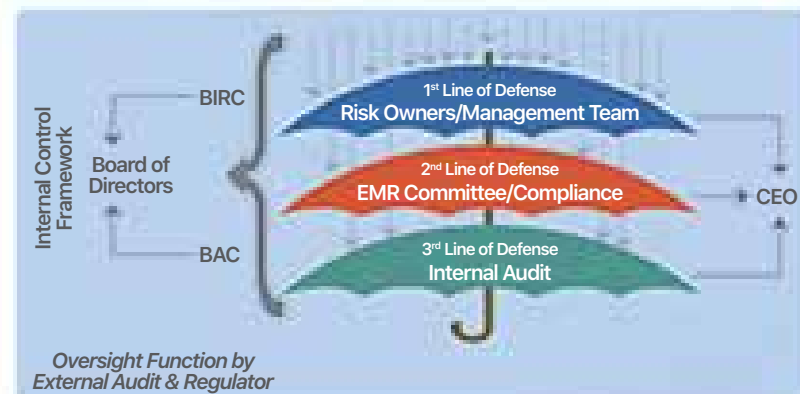 Internal Control
Framework
BIRC
Board of
Directors
BAC
1st Line of Defense
Risk Owners/Management Team
2nd Line of Defense
EMR Committee/Compliance
3rd Line of Defense
Internal Audit
CEO
Oversight Function by
External Audit & Regulator